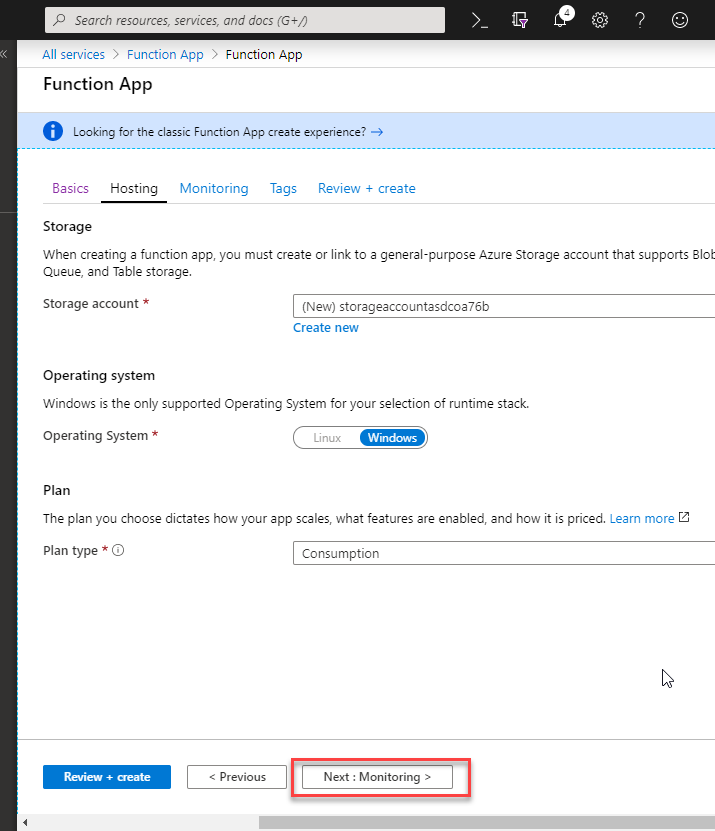 Search resources, services, and docs (G+/)
4
All services > Function App > Function App
Function App
Looking for the classic Function App create experience? →
Basics Hosting Monitoring Tags Review + create
Storage
When creating a function app, you must create or link to a general-purpose Azure Storage account that supports Blob
Queue, and Table storage.
Storage account *
(New) storageaccountasdcoa76b
Create new
Operating system
Windows is the only supported Operating System for your selection of runtime stack.
Operating System *
Linux Windows
Plan
The plan you choose dictates how your app scales, what features are enabled, and how it is priced. Learn more
Plan type *
Consumption
Review + create < Previous Next : Monitoring >